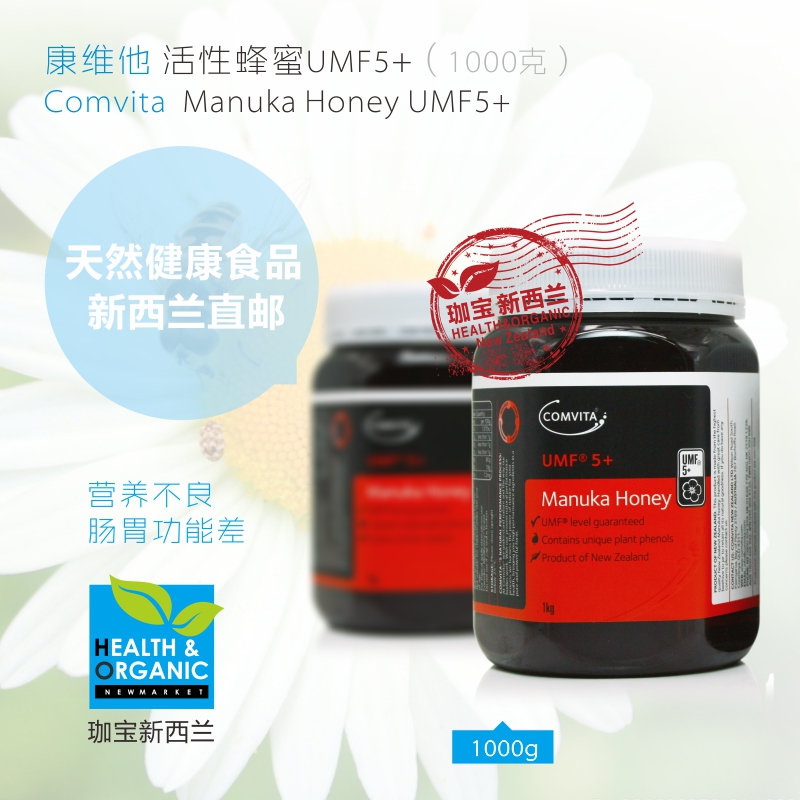 康维他 活性蜂蜜UMF5+（1000克）
Comvita Manuka Honey UMF5+
天然健康食品
新西兰直邮
珈宝新西兰
HEALTH&ORGANIC
New Zealand
COMVITA
UMF® 5+
UMF®
5+
Manuka Honey
UMF® level guaranteed
Contains unique plant phenols
Product of New Zealand
1kg
营养不良
肠胃功能差
HEALTH &
ORGANIC
NEWMARKET
珈宝新西兰
1000g